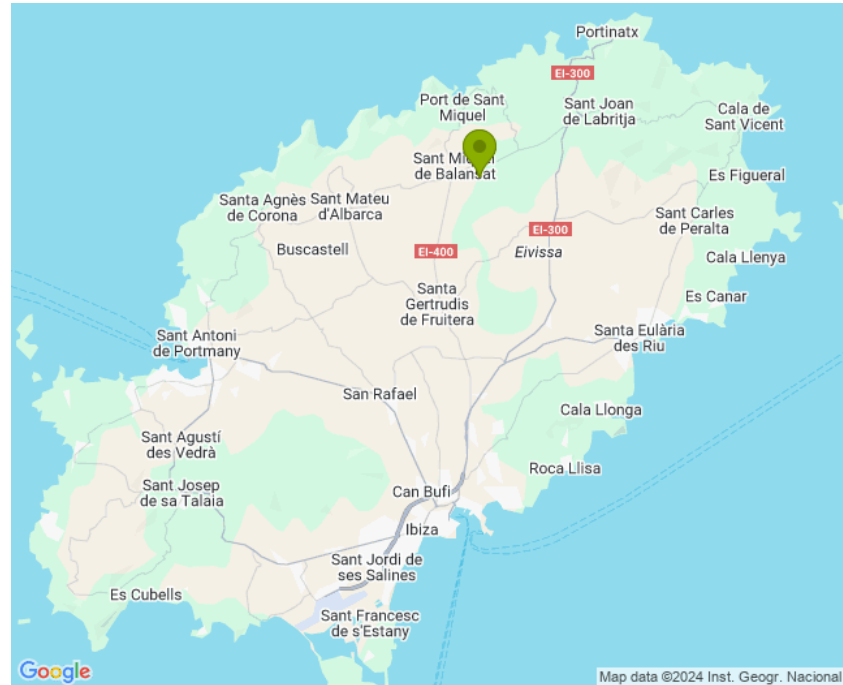 Portinatx
EI-300
Port de Sant
Miquel
Sant Joan
de Labritja
Cala de
Sant Vicent
Sant Miquel
de Balansat
Es Figueral
Santa Agnès
de Corona
Sant Mateu
d'Albarca
Sant Carles
de Peralta
EI-300
Buscastell
EI-400
Eivissa
Cala Llenya
Santa
Gertrudis
de Fruitera
Es Canar
Sant Antoni
de Portmany
Santa Eulària
des Riu
San Rafael
Cala Llonga
Sant Agustí
des Vedrà
Roca Llisa
Sant Josep
de sa Talaia
Can Bufi
Ibiza
Sant Jordi de
ses Salines
Es Cubells
Sant Francesc
de s'Estany
Google
Map data ©2024 Inst. Geogr. Nacional